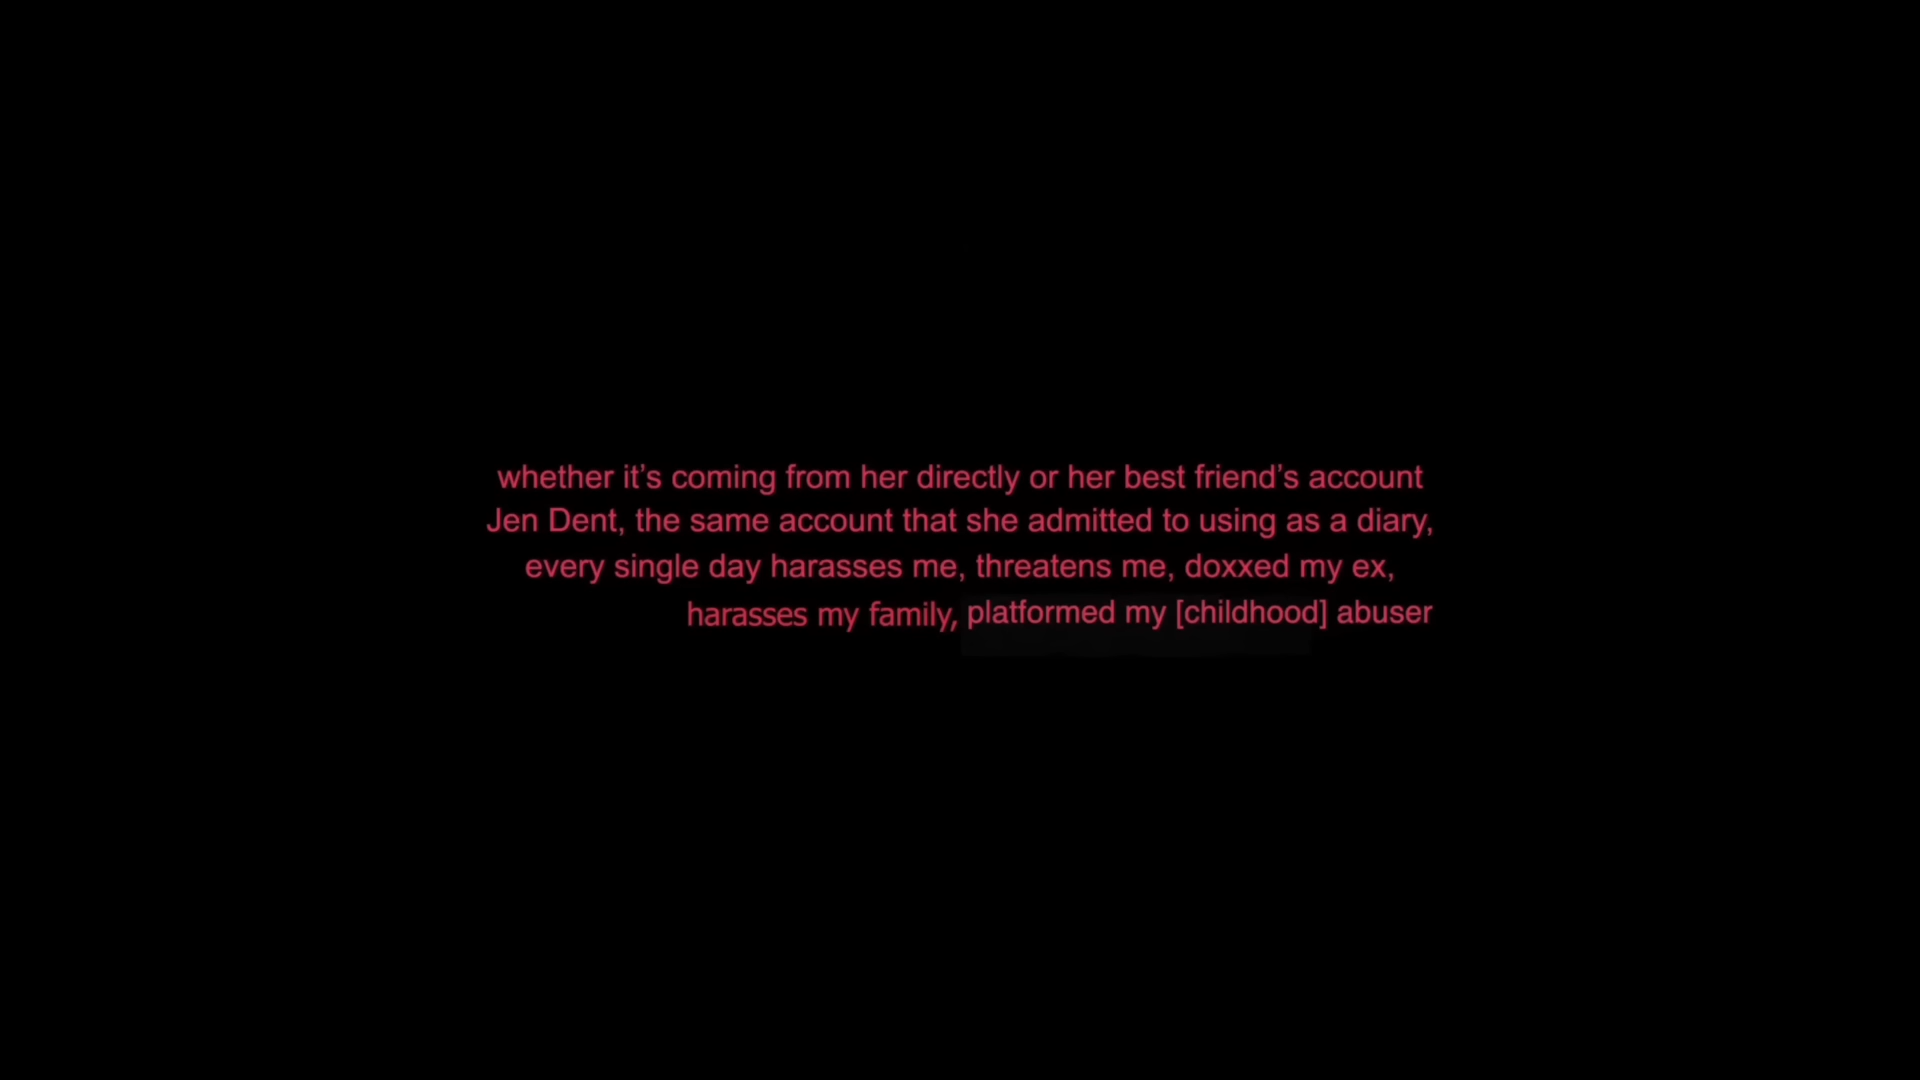 whether it’s coming from her directly or her best friend’s account
Jen Dent, the same account that she admitted to using as a diary,
every single day harasses me, threatens me, doxxed my ex,
harasses my family, platformed my [childhood] abuser